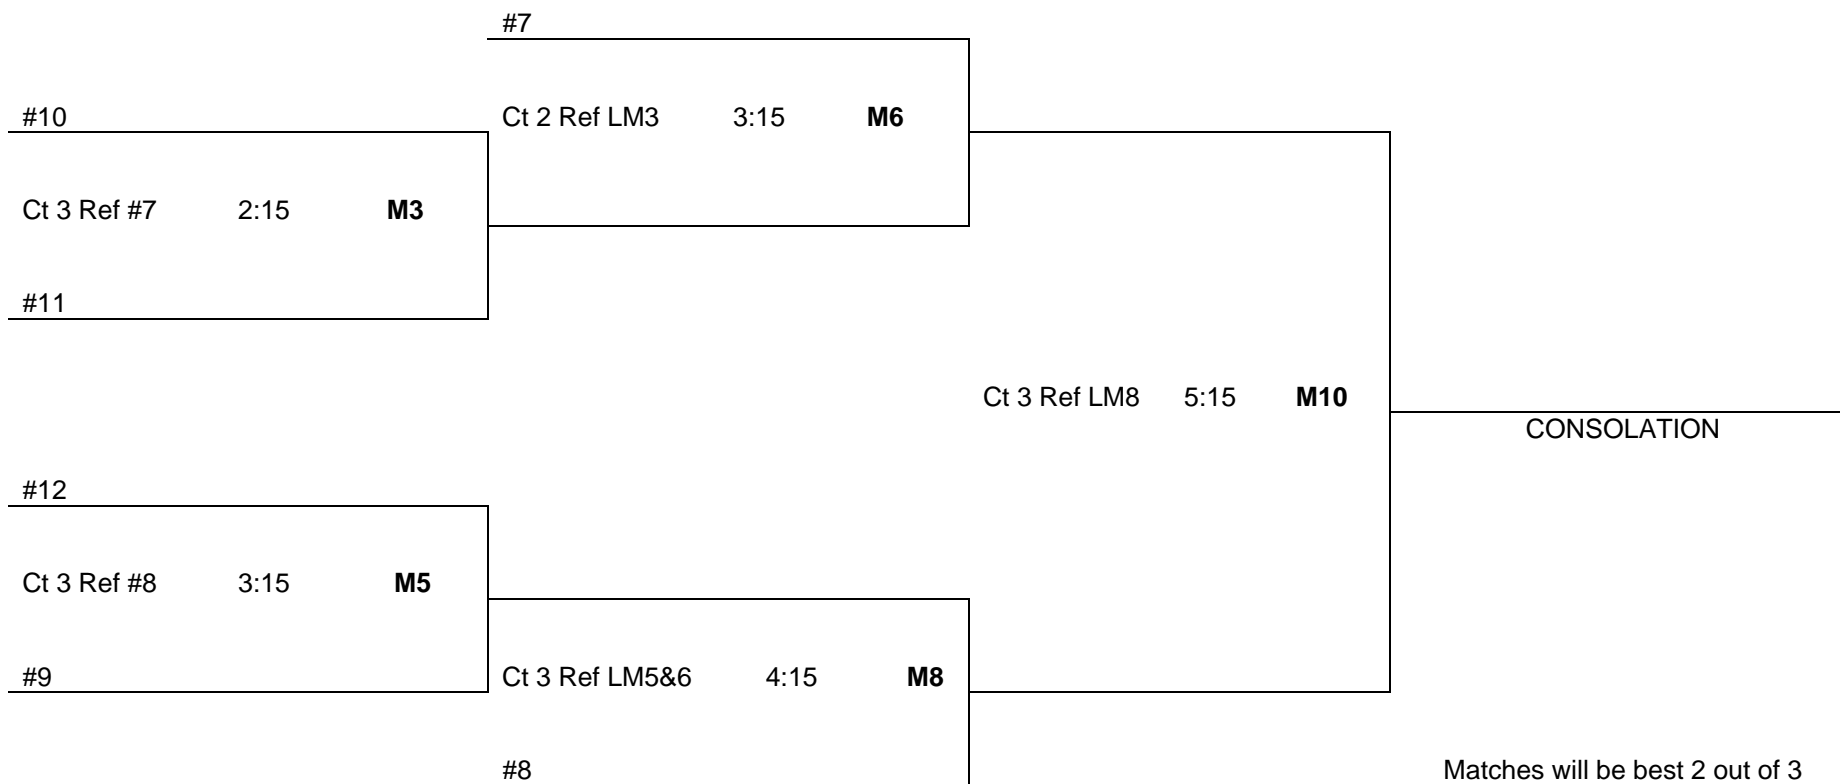 #7
#10
Ct 2 Ref LM3 3:15 M6
Ct 3 Ref #7 2:15 M3
#11
Ct 3 Ref LM8 5:15 M10
CONSOLATION
#12
Ct 3 Ref #8 3:15 M5
#9
Ct 3 Ref LM5&6 4:15 M8
#8
Matches will be best 2 out of 3